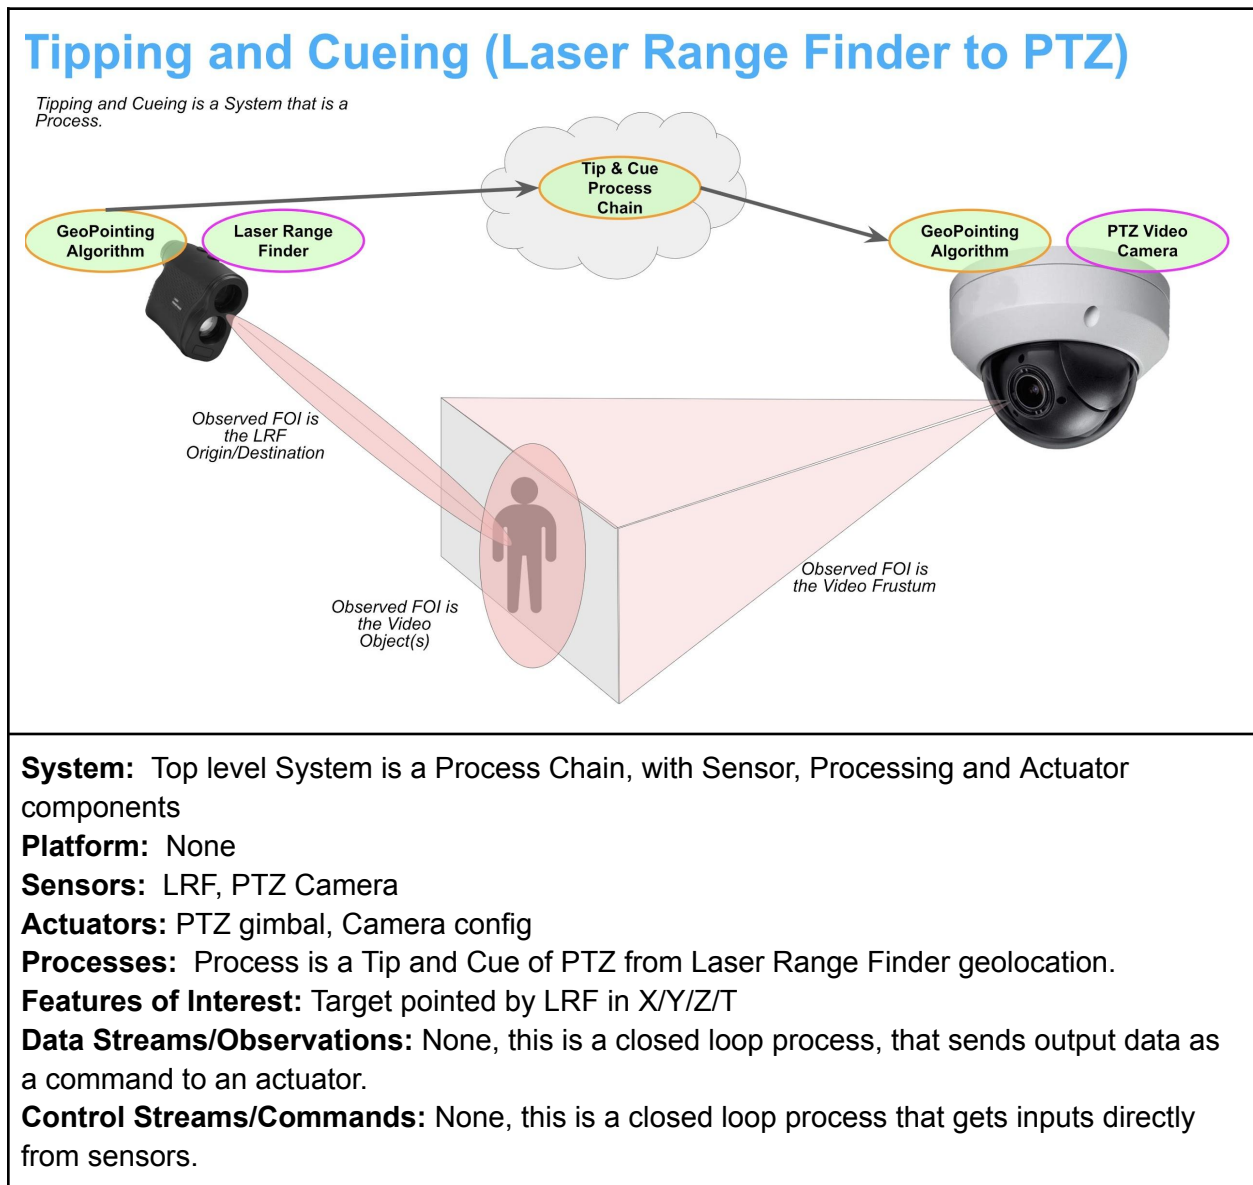 Tipping and Cueing (Laser Range Finder to PTZ)
Tipping and Cueing is a System that is a
Process.
Tip & Cue
Process
Chain
GeoPointing
Algorithm
Laser Range
Finder
GeoPointing
Algorithm
PTZ Video
Camera
Observed FOI is
the LRF
Origin/Destination
Observed FOI is
the Video Frustum
Observed FOI is
the Video
Object(s)
System:  Top level System is a Process Chain, with Sensor, Processing and Actuator
components
Platform:  None
Sensors:  LRF, PTZ Camera
Actuators: PTZ gimbal, Camera config
Processes:  Process is a Tip and Cue of PTZ from Laser Range Finder geolocation.
Features of Interest: Target pointed by LRF in X/Y/Z/T
Data Streams/Observations: None, this is a closed loop process, that sends output data as
a command to an actuator.
Control Streams/Commands: None, this is a closed loop process that gets inputs directly
from sensors.